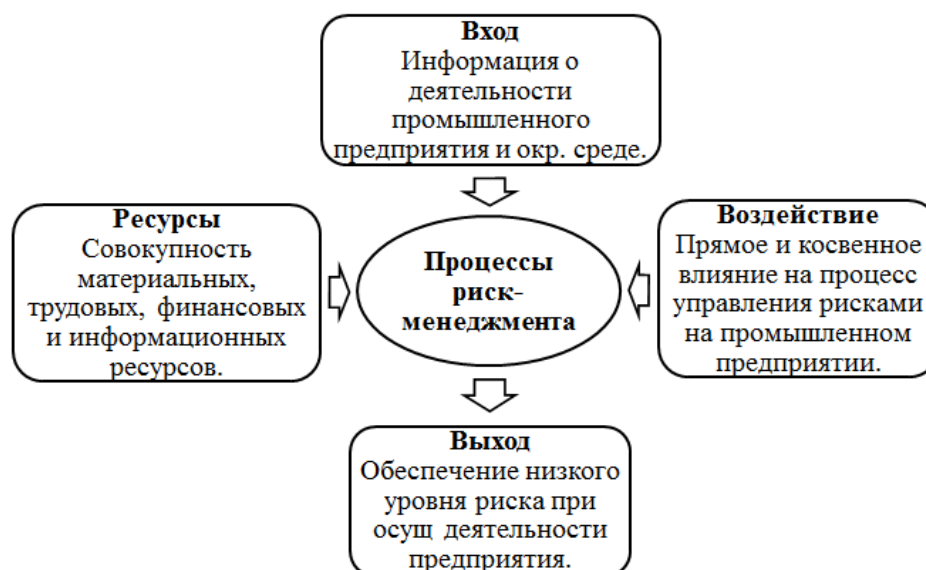 Вход
Информация о
деятельности
промышленного
предприятия и окр. среде.
Ресурсы
Совокупность
материальных,
трудовых, финансовых
и информационных
ресурсов.
Процессы
риск-
менеджмента
Воздействие
Прямое и косвенное
влияние на процесс
управления рисками
на промышленном
предприятии.
Выход
Обеспечение низкого
уровня риска при
осущ деятельности
предприятия.